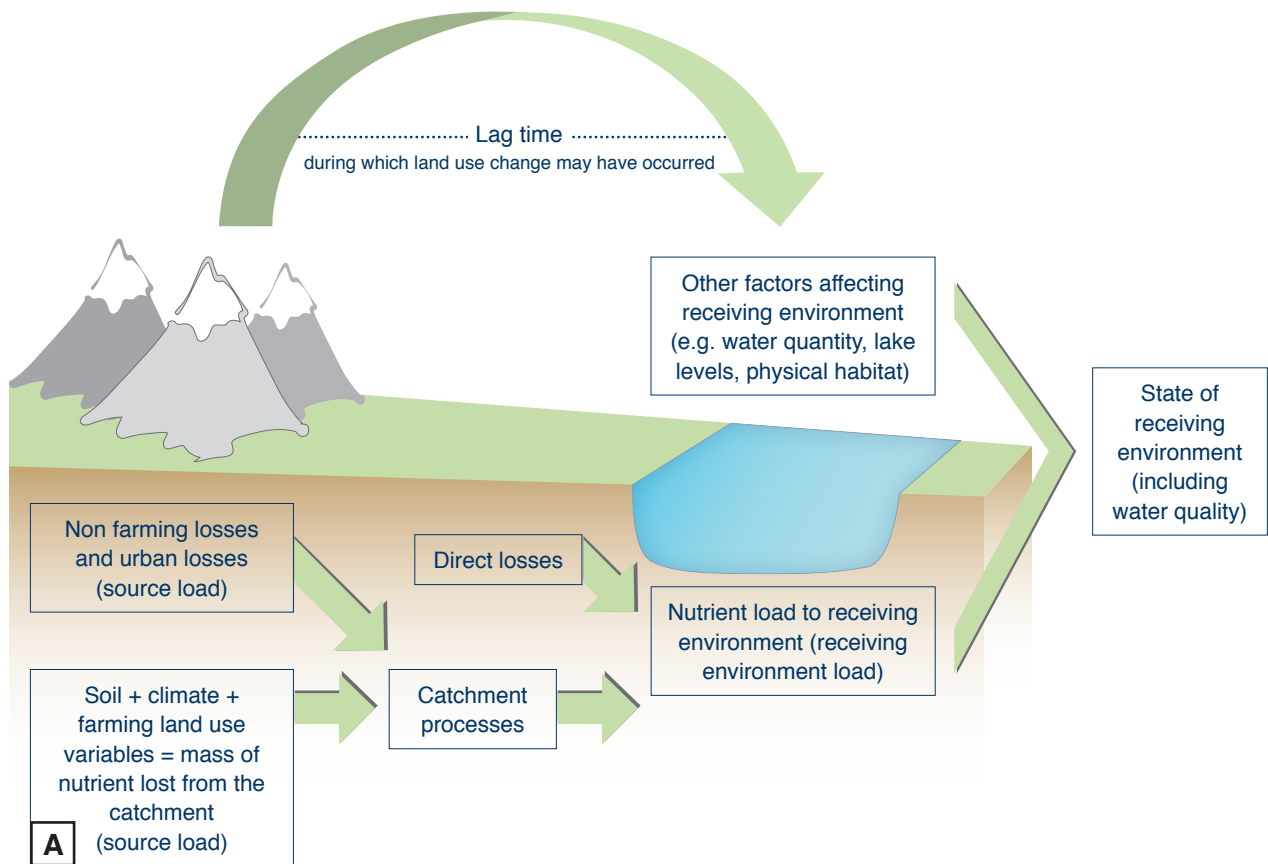 Lag time
during which land use change may have occurred
Other factors affecting
receiving environment
(e.g. water quantity, lake
levels, physical habitat)
State of
receiving
environment
(including
water quality)
Non farming losses
and urban losses
(source load)
Direct losses
Nutrient load to receiving
environment (receiving
environment load)
Soil + climate +
farming land use
variables = mass of
nutrient lost from the
catchment
(source load)
Catchment
processes
A